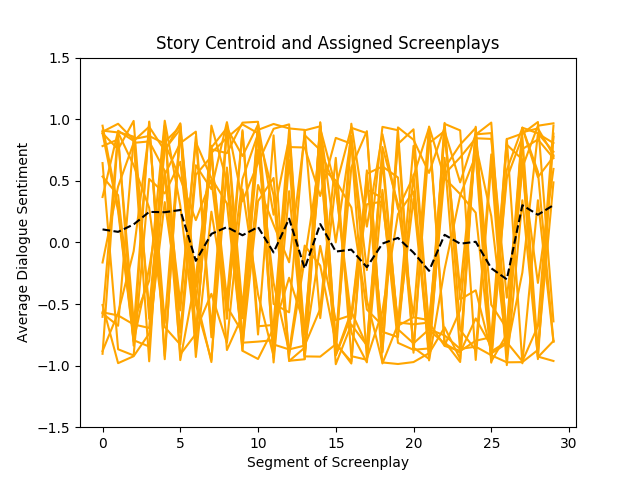 Story Centroid and Assigned Screenplays
1.5
1.0
0.5
0.0
−0.5
−1.0
−1.5
Average Dialogue Sentiment
0 5 10 15 20 25 30
Segment of Screenplay